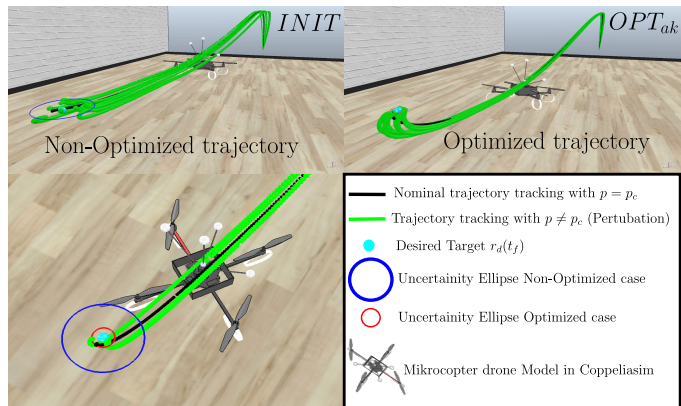 INIT
OPT_ak
Non-Optimized trajectory
Optimized trajectory
Nominal trajectory tracking with p = p_c
Trajectory tracking with p ≠ p_c (Pertubation)
Desired Target r_d(t_f)
Uncertainity Ellipse Non-Optimized case
Uncertainity Ellipse Optimized case
Mikrocopter drone Model in Coppeliasim